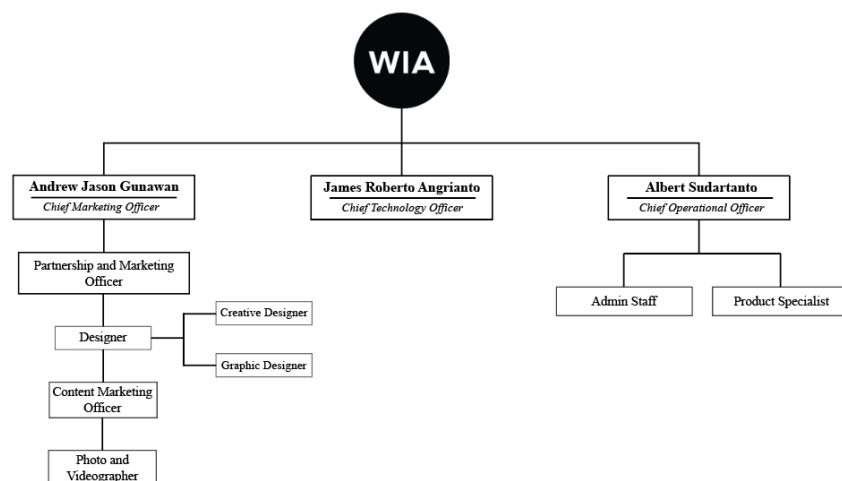 WIA
Andrew Jason Gunawan
Chief Marketing Officer
James Roberto Angrianto
Chief Technology Officer
Albert Sudartanto
Chief Operational Officer
Partnership and Marketing
Officer
Designer
Creative Designer
Graphic Designer
Content Marketing
Officer
Photo and
Videographer
Admin Staff
Product Specialist